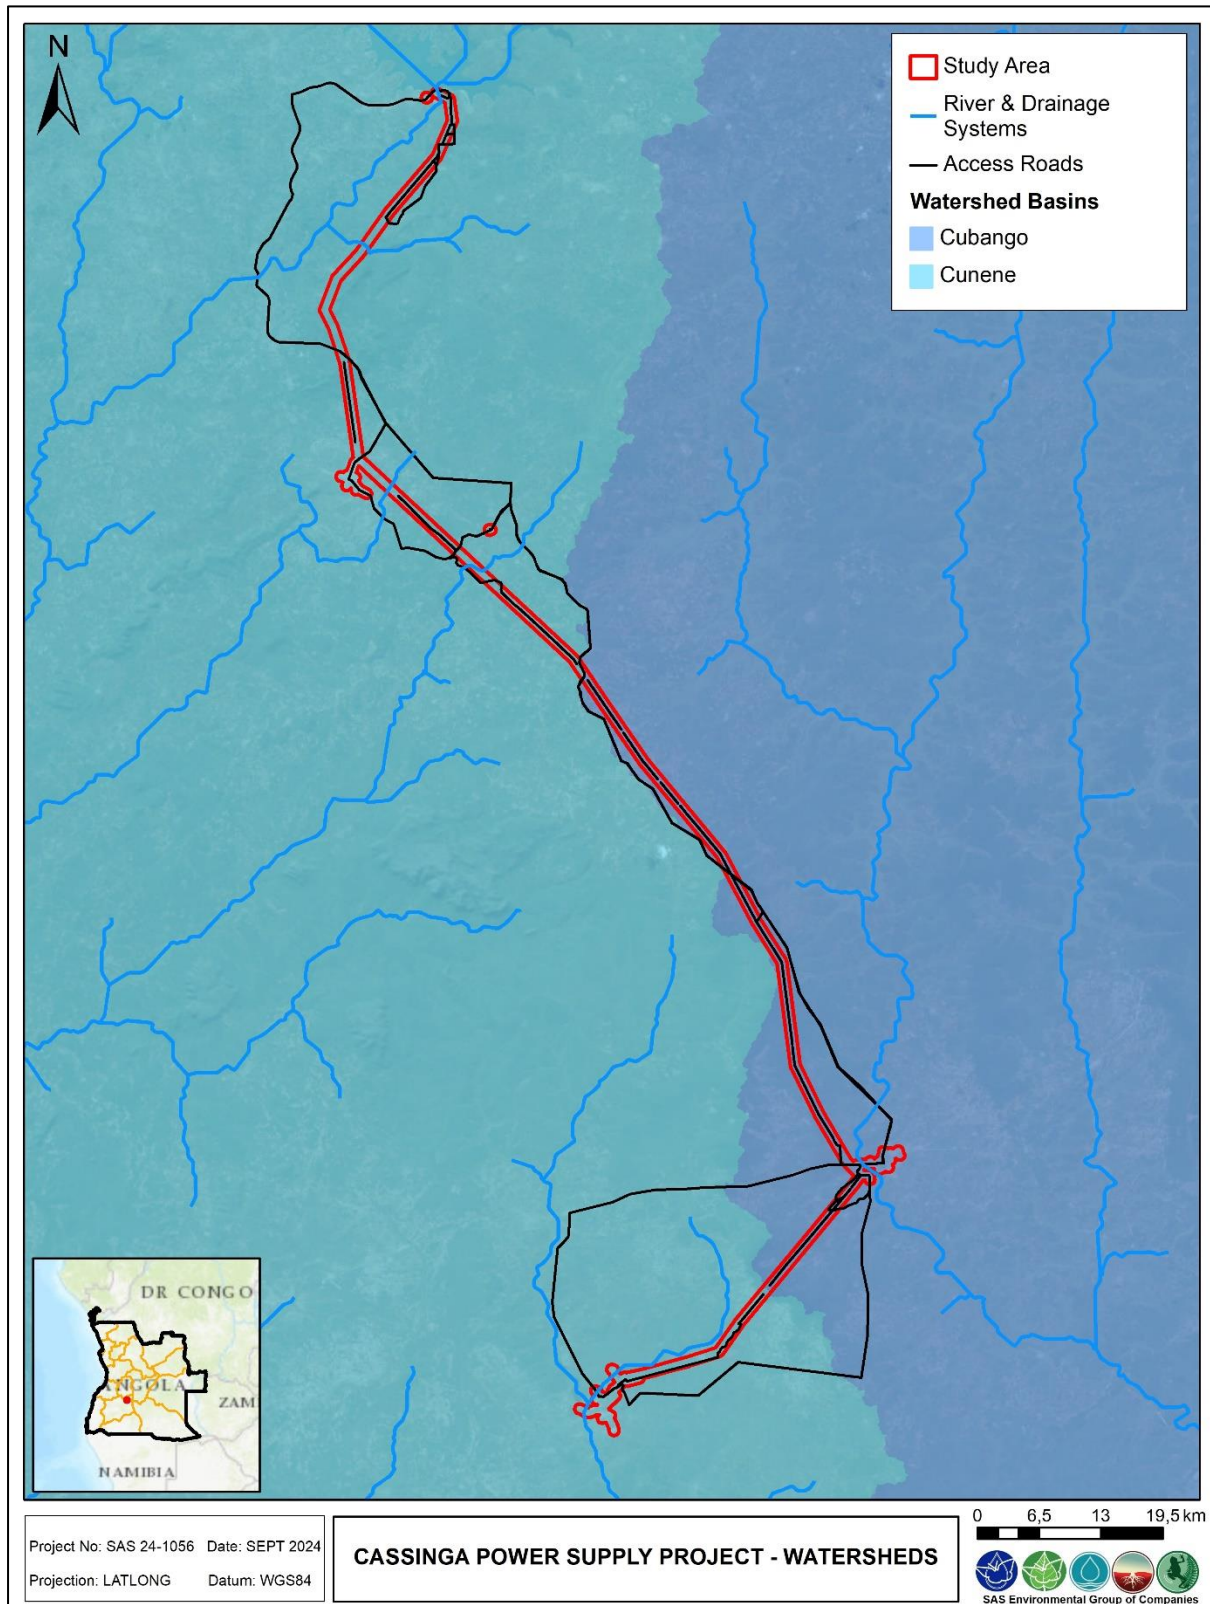 N
Study Area
River & Drainage
Systems
Access Roads
Watershed Basins
Cubango
Cunene
DR CONGO
ANGOLA
ZAM
NAMIBIA
Project No: SAS 24-1056 Date: SEPT 2024
Projection: LATLONG Datum: WGS84
CASSINGA POWER SUPPLY PROJECT - WATERSHEDS
0 6,5 13 19,5 km
SAS Environmental Group of Companies